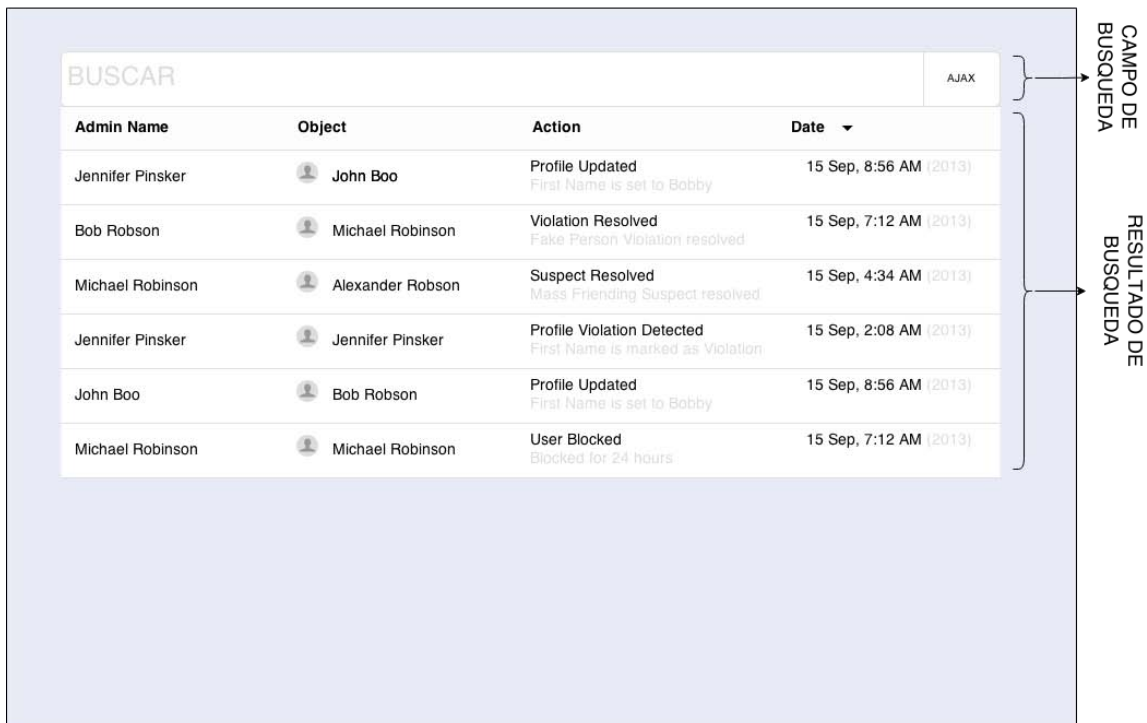 BUSCAR
AJAX
CAMPO DE
BUSQUEDA
Admin Name Object Action Date
Jennifer Pinsker John Boo Profile Updated 15 Sep, 8:56 AM (2013)
First Name is set to Bobby
Bob Robson Michael Robinson Violation Resolved 15 Sep, 7:12 AM (2013)
Fake Person Violation resolved
Michael Robinson Alexander Robson Suspect Resolved 15 Sep, 4:34 AM (2013)
Mass Friending Suspect resolved
Jennifer Pinsker Jennifer Pinsker Profile Violation Detected 15 Sep, 2:08 AM (2013)
First Name is marked as Violation
John Boo Bob Robson Profile Updated 15 Sep, 8:56 AM (2013)
First Name is set to Bobby
Michael Robinson Michael Robinson User Blocked 15 Sep, 7:12 AM (2013)
Blocked for 24 hours
RESULTADO DE
BUSQUEDA